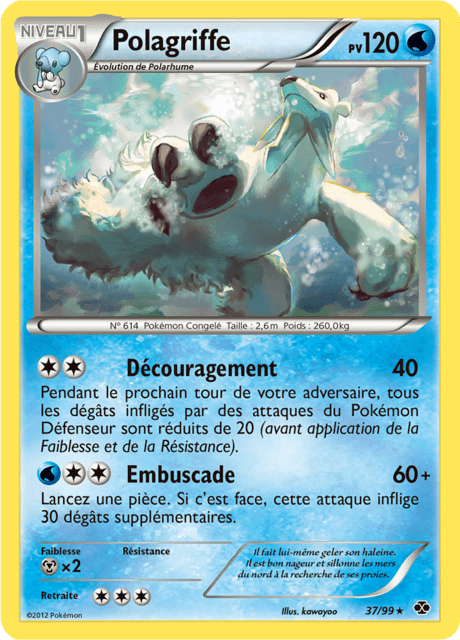 NIVEAU 1
Polagriffe
PV 120
Évolution de Polarhume
N° 614 Pokémon Congelé Taille : 2,6m Poids : 260,0kg
Découragement 40
Pendant le prochain tour de votre adversaire, tous
les dégâts infligés par des attaques du Pokémon
Défenseur sont réduits de 20 (avant application de la
Faiblesse et de la Résistance).
Embuscade 60+
Lancez une pièce. Si c'est face, cette attaque inflige
30 dégâts supplémentaires.
Faiblesse Résistance
×2
Retraite
Il fait lui-même geler son haleine.
Il est bon nageur et sillonne les mers
du nord à la recherche de ses proies.
©2012 Pokémon
Illus. kawayoo
37/99 ★